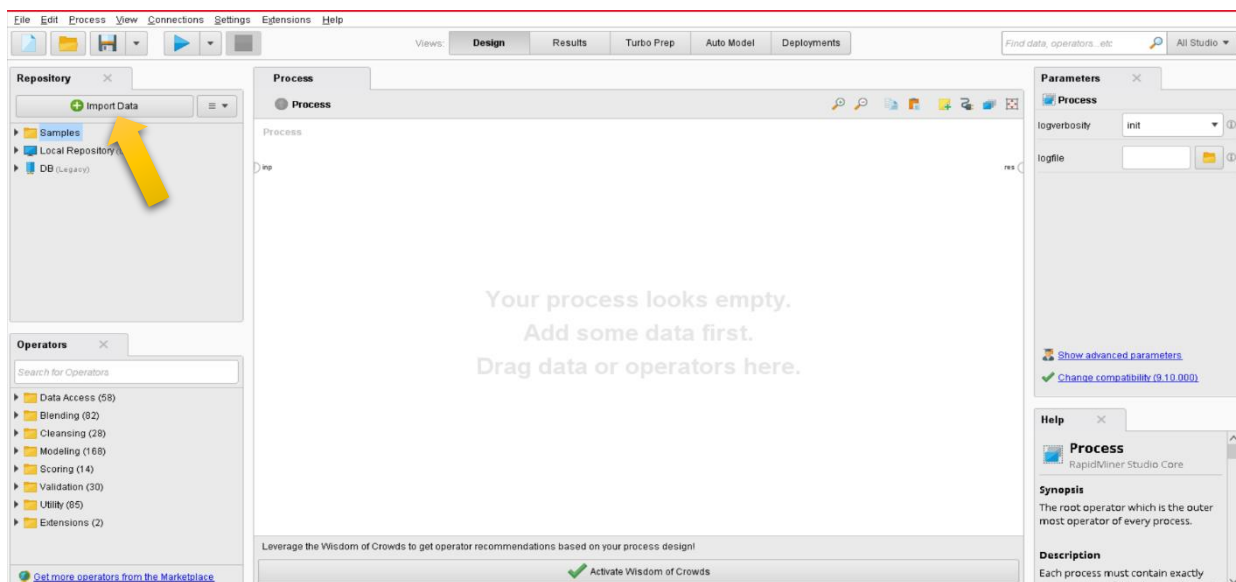 File Edit Process View Connections Settings Extensions Help
Views: Design Results Turbo Prep Auto Model Deployments
Find data, operators...etc
All Studio
Repository
Import Data
Samples
Local Repository
DB (Legacy)
Operators
Search for Operators
Data Access (58)
Blending (82)
Cleansing (28)
Modeling (168)
Scoring (14)
Validation (30)
Utility (85)
Extensions (2)
Get more operators from the Marketplace
Process
Process
Process
inp
res
Your process looks empty.
Add some data first.
Drag data or operators here.
Leverage the Wisdom of Crowds to get operator recommendations based on your process design!
Activate Wisdom of Crowds
Parameters
Process
logverbosity
init
logfile
Show advanced parameters
Change compatibility (9.10.000)
Help
Process
RapidMiner Studio Core
Synopsis
The root operator which is the outer
most operator of every process.
Description
Each process must contain exactly